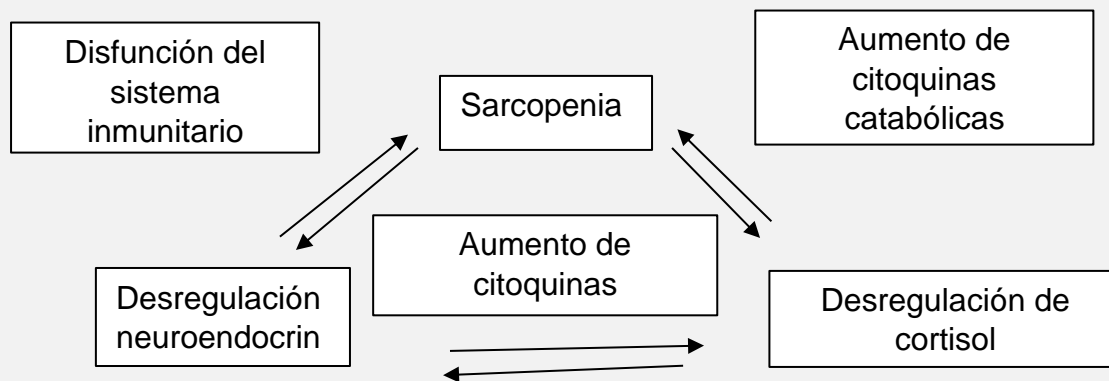 Disfunción del
sistema
inmunitario
Sarcopenia
Aumento de
citoquinas
catabólicas
Aumento de
citoquinas
Desregulación
neuroendocrin
Desregulación de
cortisol